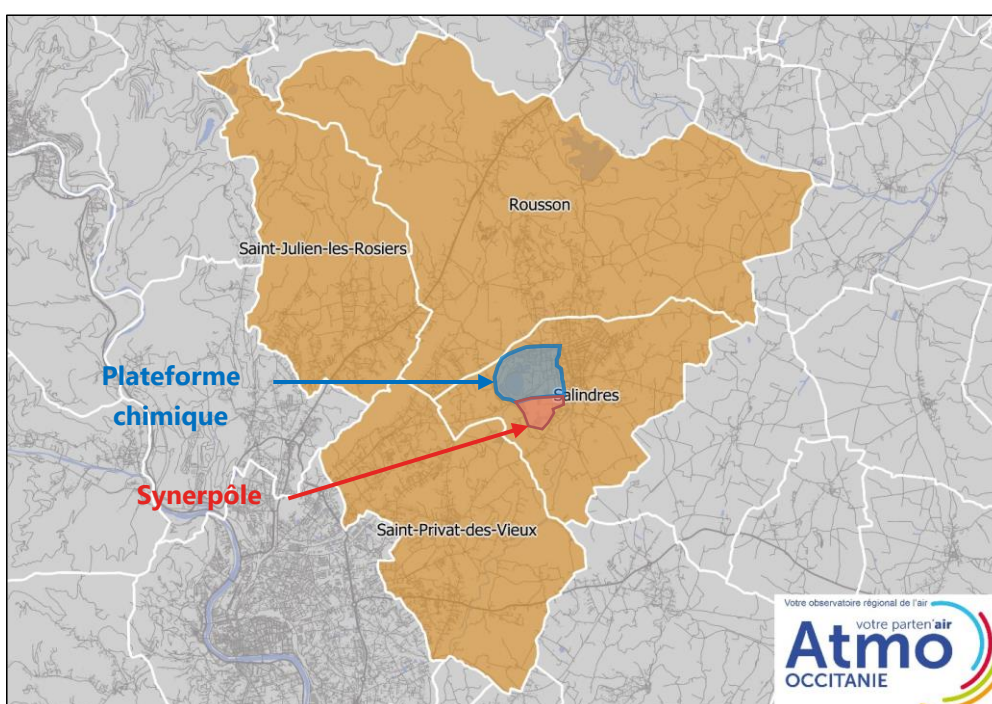 Rousson
Saint-Julien-les-Rosiers
Plateforme
chimique
Salindres
Synerpôle
Saint-Privat-des-Vieux
Votre observatoire régional de l'air
votre parten'air
Atmo
OCCITANIE